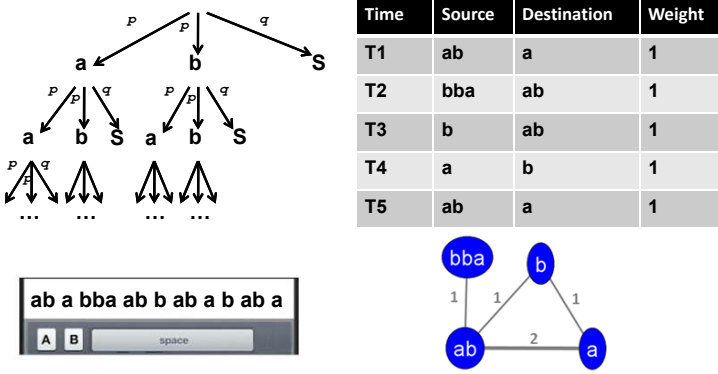 p p q
a b S
p p q p p q
a b S a b S
p p q
... ... ... ...
Time Source Destination Weight
T1 ab a 1
T2 bba ab 1
T3 b ab 1
T4 a b 1
T5 ab a 1
ab a bba ab b ab a b ab a
A B space
bba b
1 1 1
ab 2 a